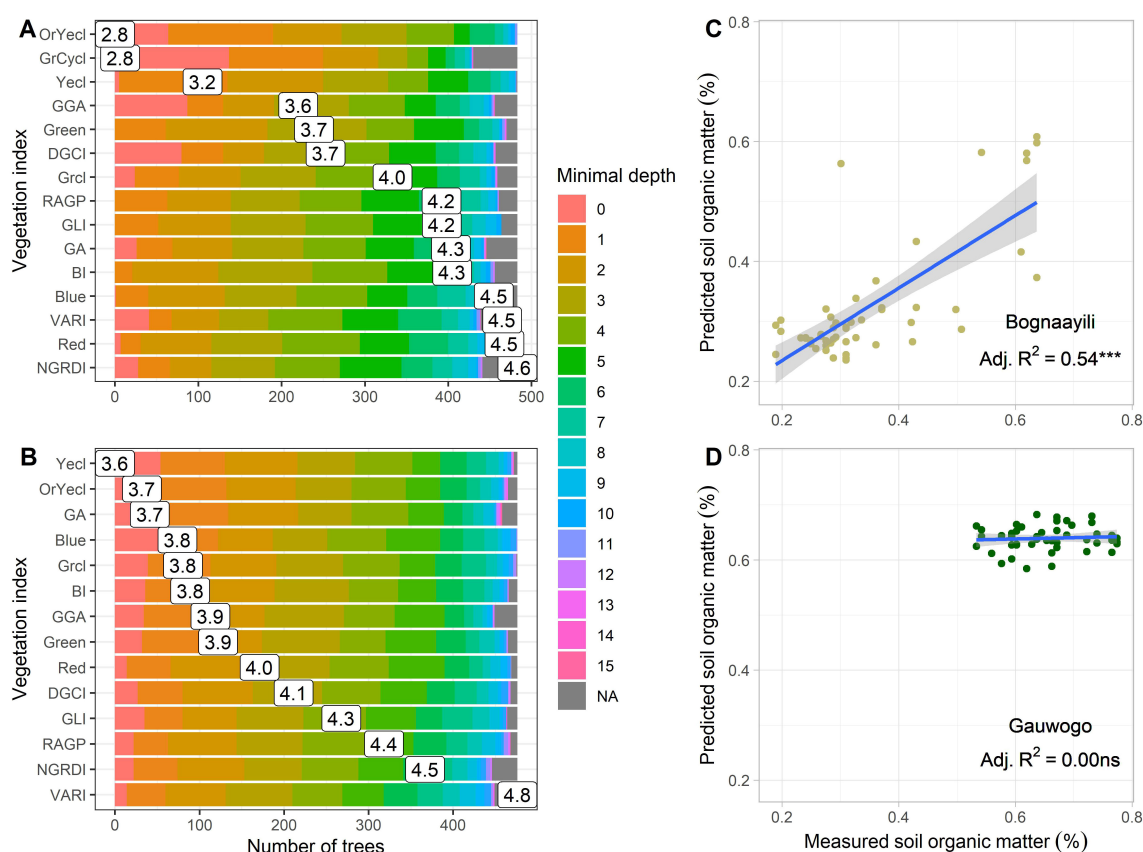 A
Vegetation index
OrYecI 2.8
GrCycI 2.8
YecI 3.2
GGA 3.6
Green 3.7
DGCI 3.7
GrcI 4.0
RAGP 4.2
GLI 4.2
GA 4.3
BI 4.3
Blue 4.5
VARI 4.5
Red 4.5
NGRDI 4.6
0 100 200 300 400 500
B
Vegetation index
YecI 3.6
OrYecI 3.7
GA 3.7
Blue 3.8
GrcI 3.8
BI 3.8
GGA 3.9
Green 3.9
Red 4.0
DGCI 4.1
GLI 4.3
RAGP 4.4
NGRDI 4.5
VARI 4.8
0 100 200 300 400
Number of trees
Minimal depth
0
1
2
3
4
5
6
7
8
9
10
11
12
13
14
15
NA
C
Predicted soil organic matter (%)
0.8
0.6
0.4
0.2
Bognaayili
Adj. R² = 0.54***
0.2 0.4 0.6 0.8
D
Predicted soil organic matter (%)
0.8
0.6
0.4
0.2
Gauwogo
Adj. R² = 0.00ns
0.2 0.4 0.6 0.8
Measured soil organic matter (%)